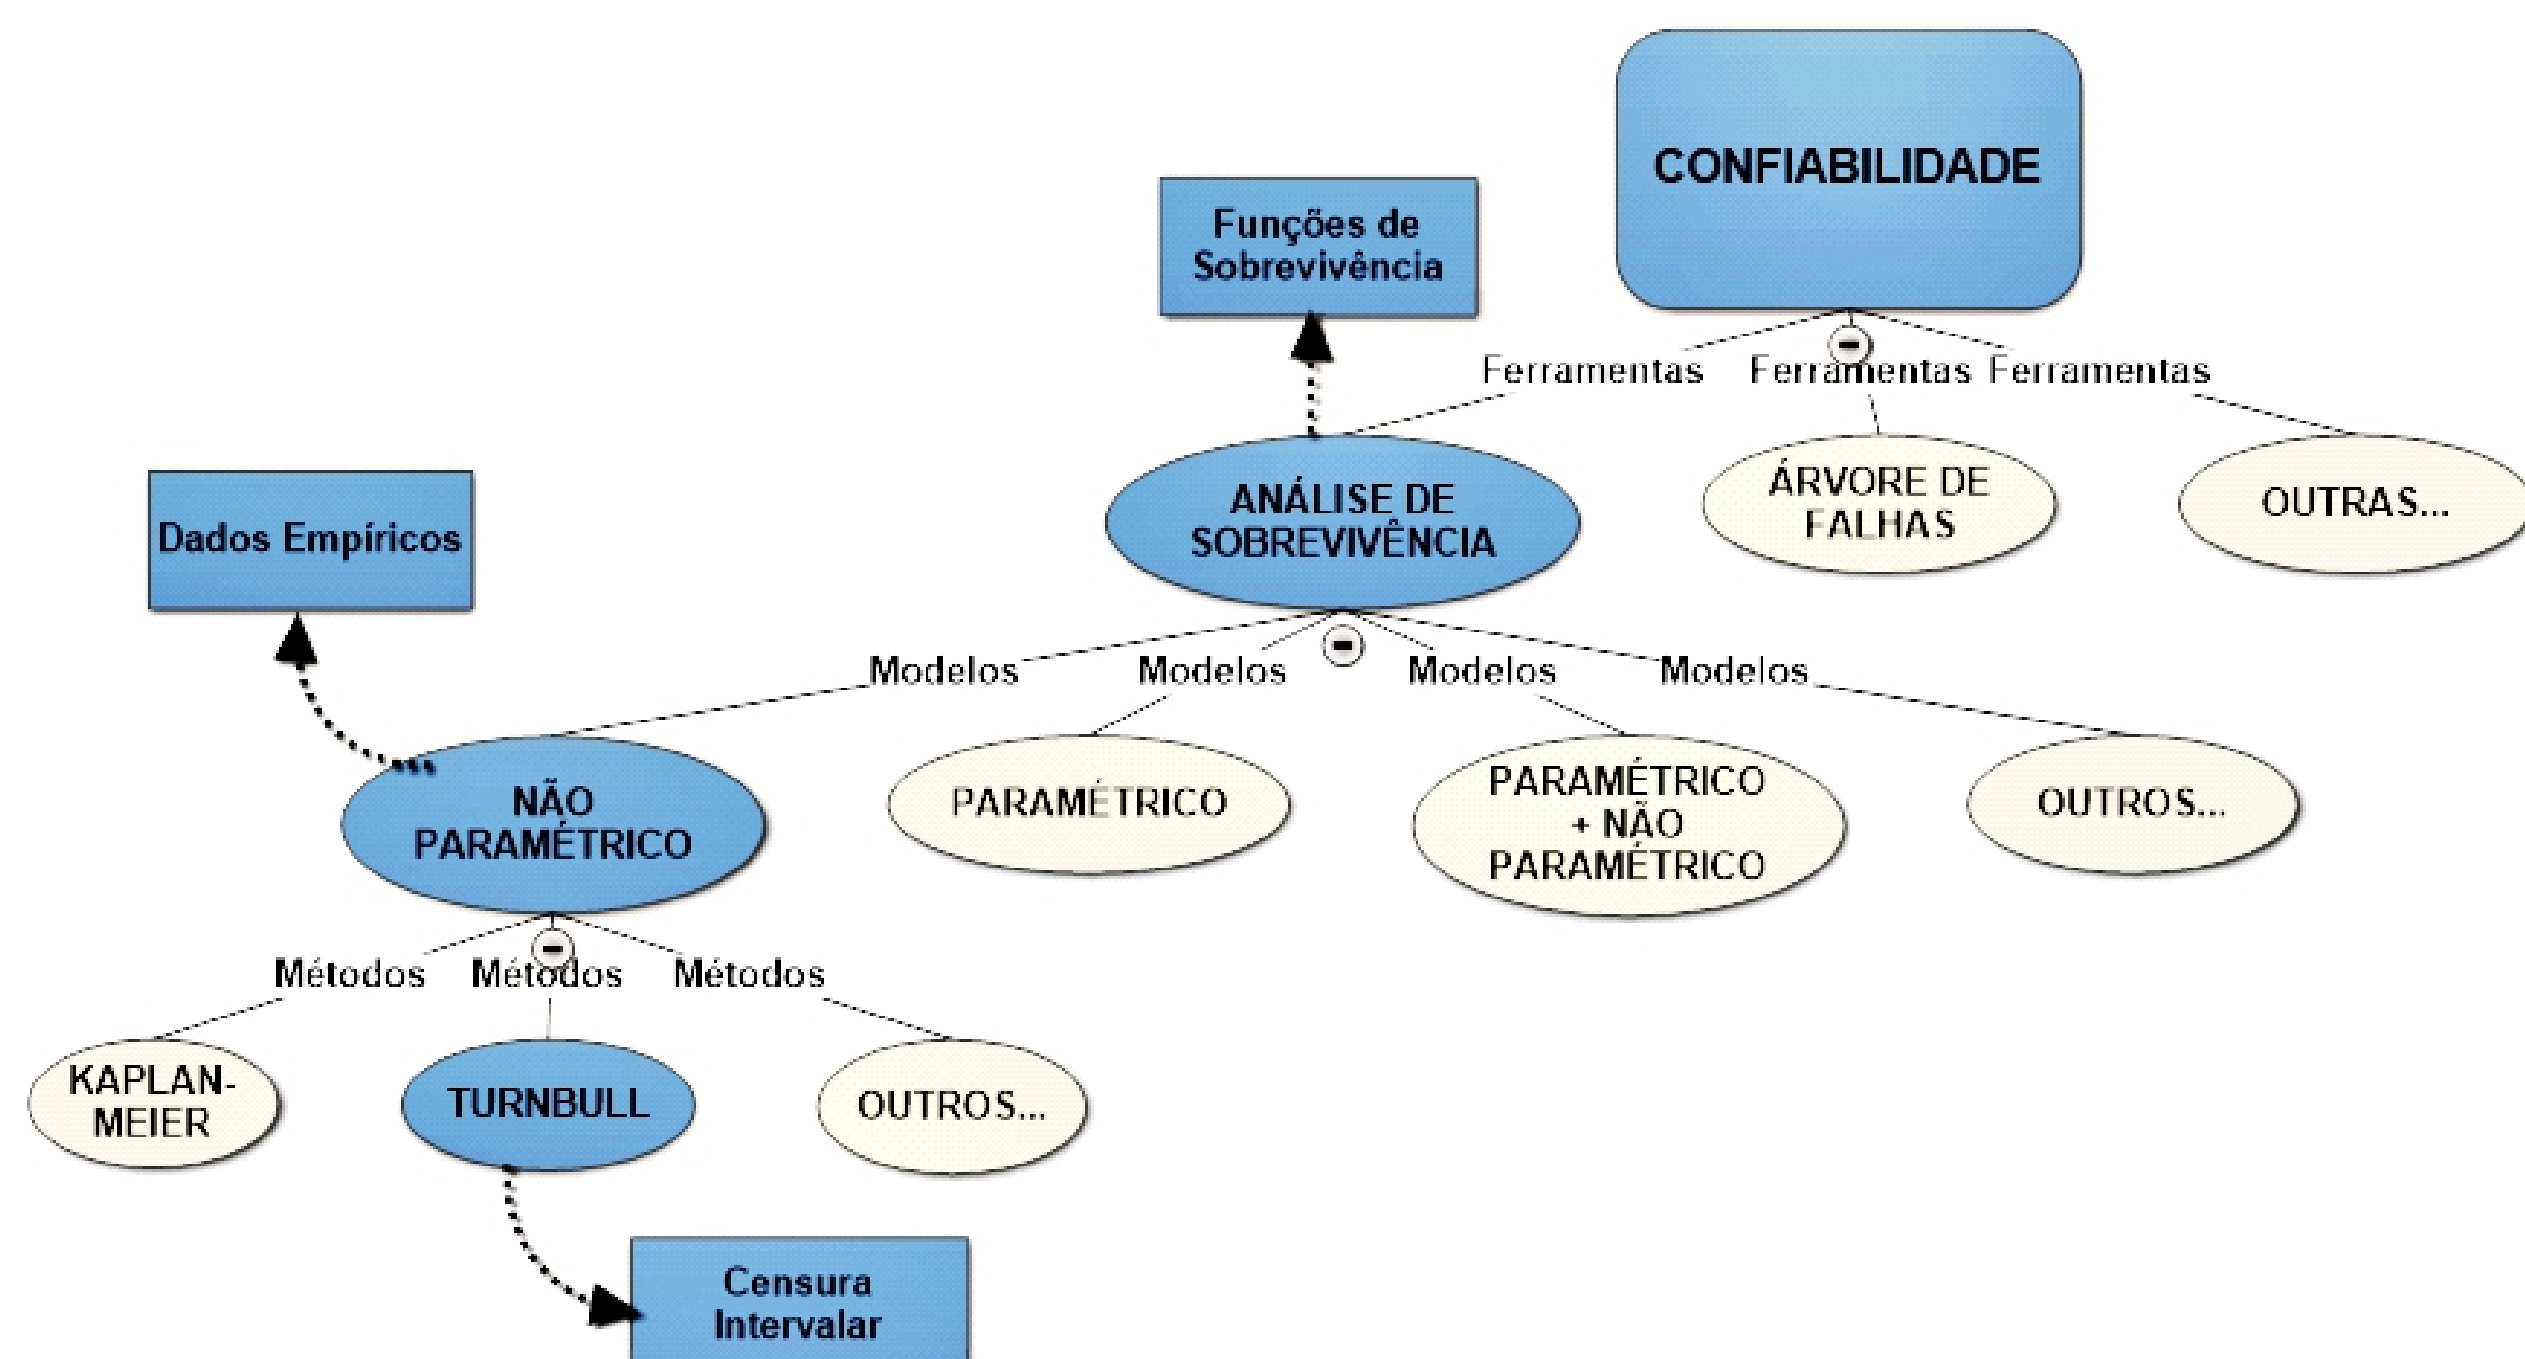 CONFIABILIDADE
Funções de
Sobrevivência
Ferramentas
Ferramentas
Ferramentas
ANÁLISE DE
SOBREVIVÊNCIA
ÁRVORE DE
FALHAS
OUTRAS...
Dados Empíricos
Modelos
Modelos
Modelos
Modelos
NÃO
PARAMÉTRICO
PARAMÉTRICO
PARAMÉTRICO
+ NÃO
PARAMÉTRICO
OUTROS...
Métodos
Métodos
Métodos
KAPLAN-
MEIER
TURNBULL
OUTROS...
Censura
Intervalar